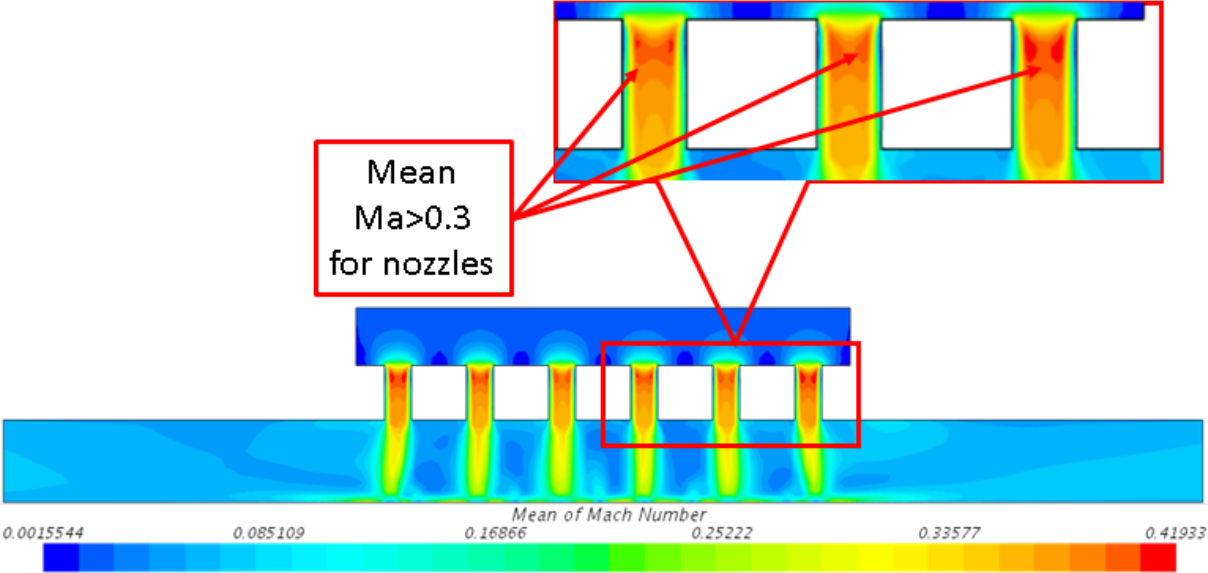 Mean
Ma>0.3
for nozzles
Mean of Mach Number
0.0015544 0.085109 0.16866 0.25222 0.33577 0.41933